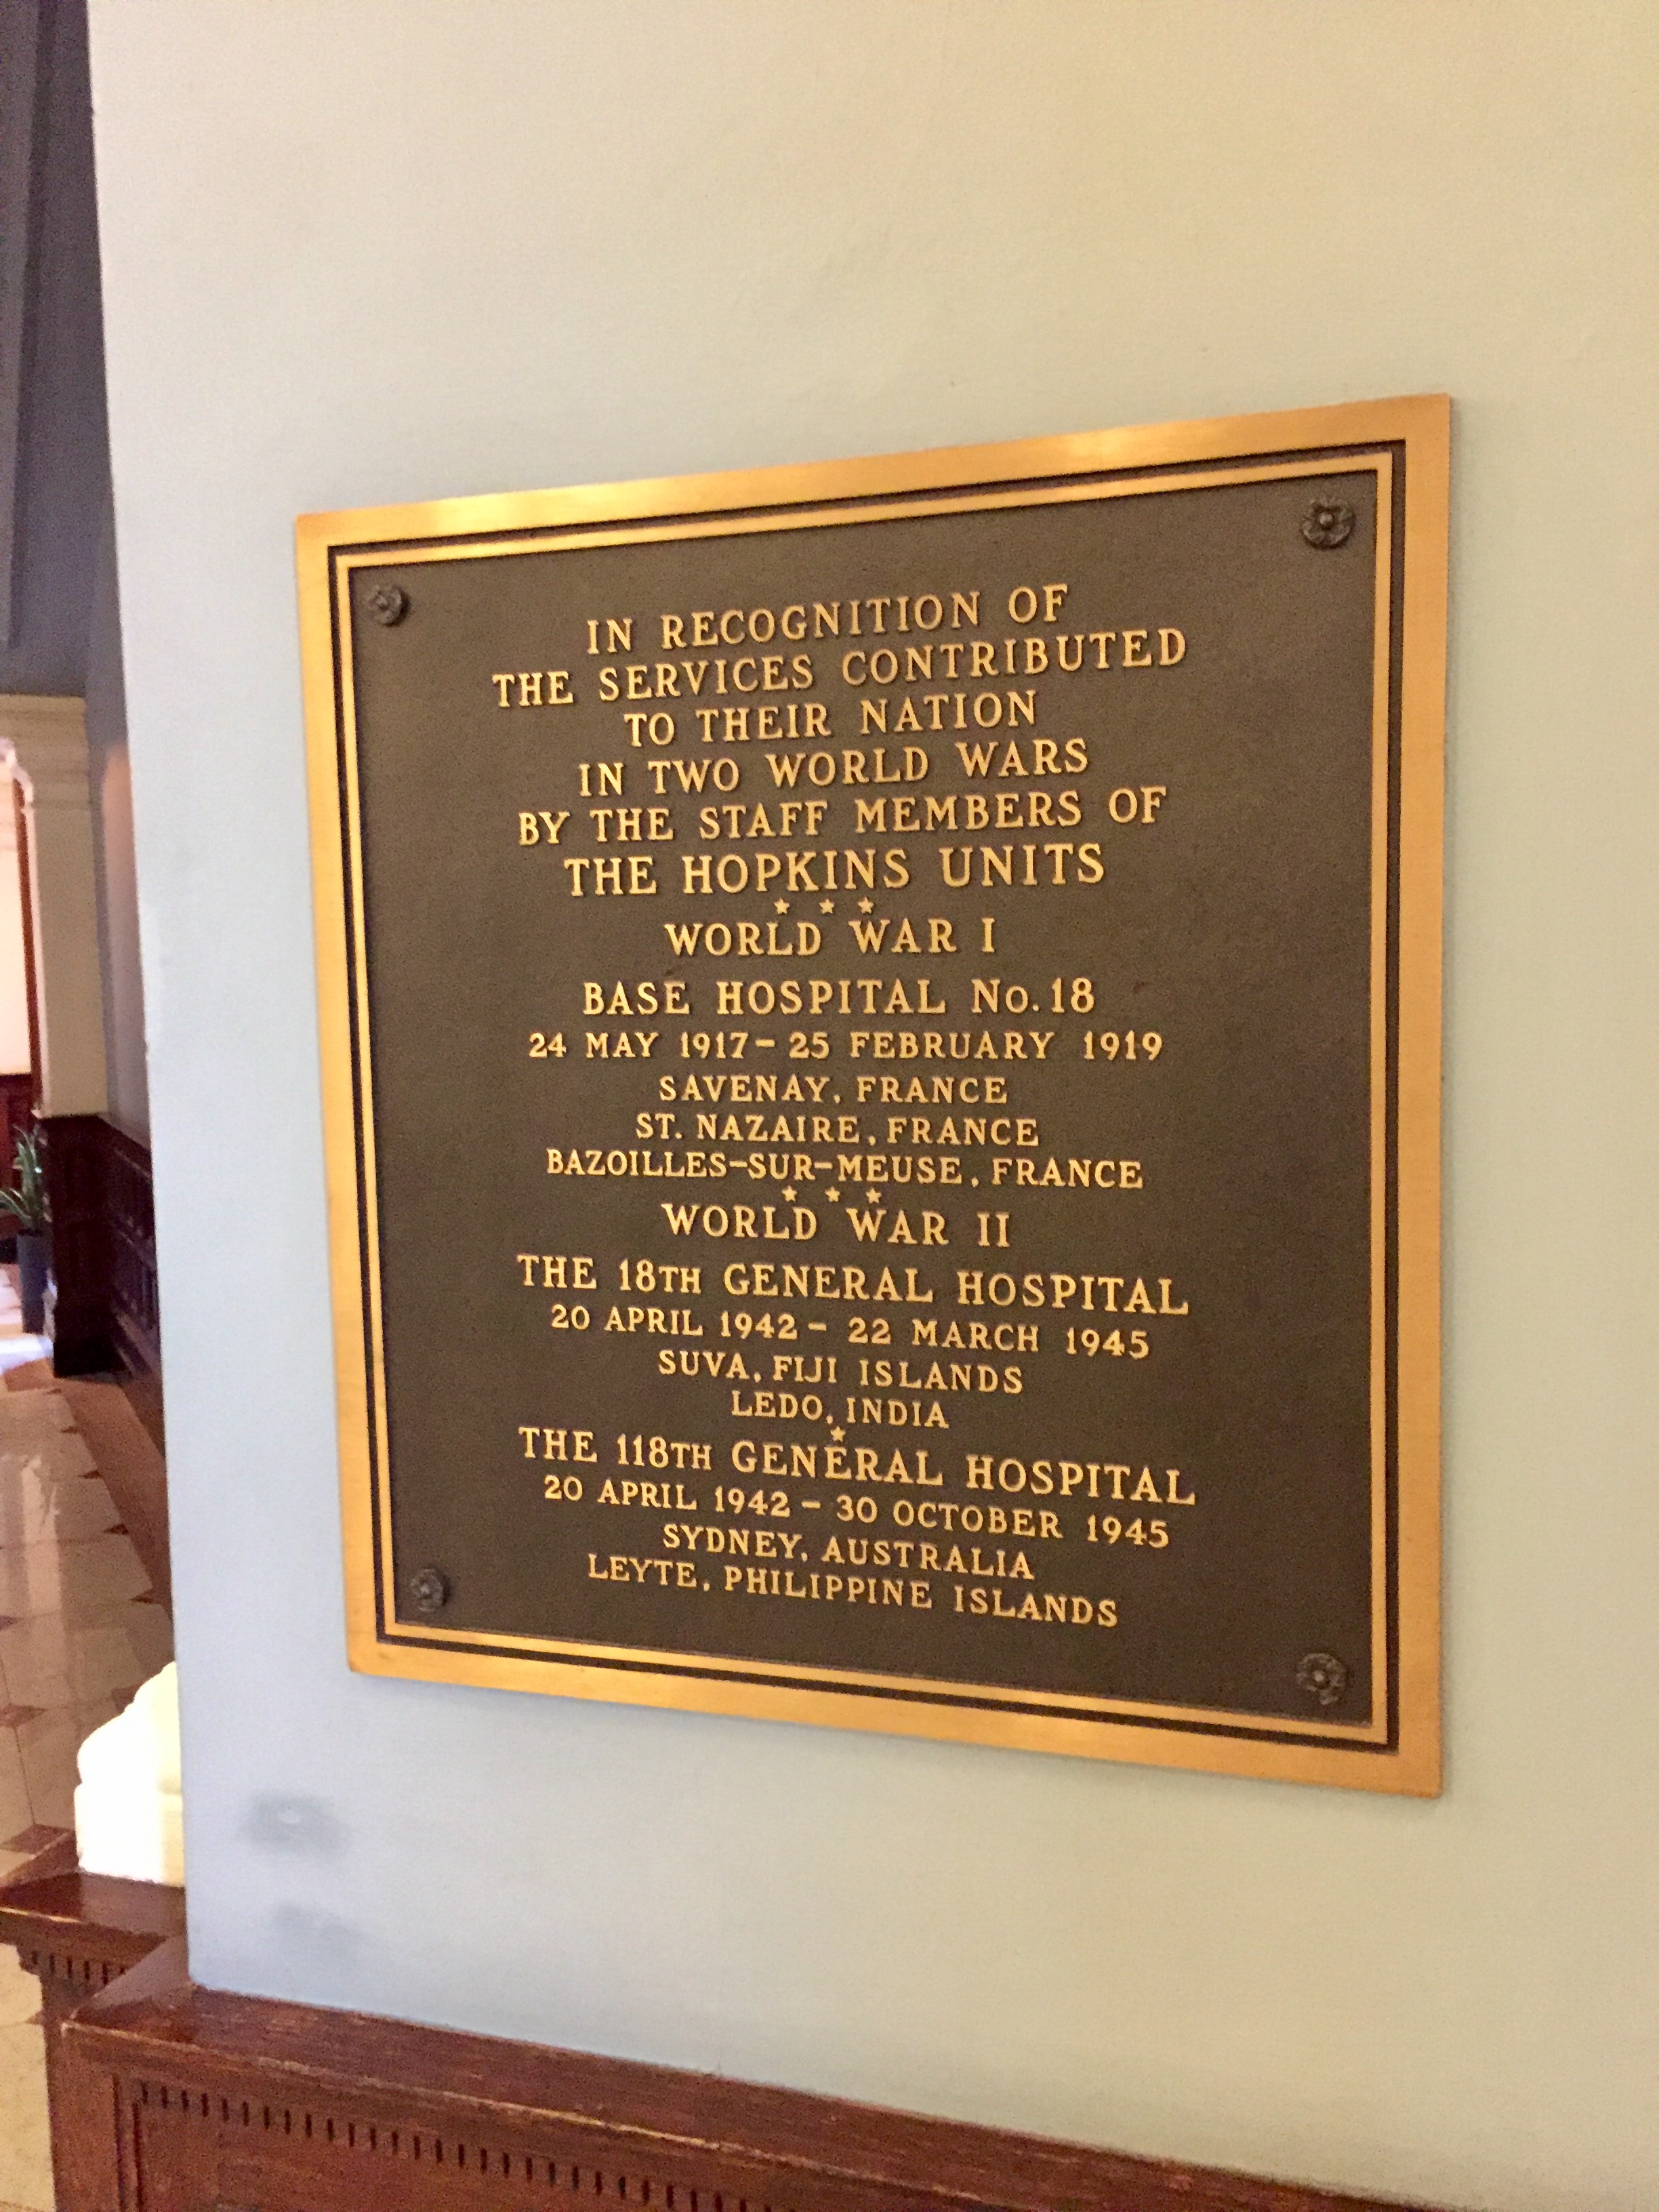 IN RECOGNITION OF
THE SERVICES CONTRIBUTED
TO THEIR NATION
IN TWO WORLD WARS
BY THE STAFF MEMBERS OF
THE HOPKINS UNITS
WORLD WAR I
BASE HOSPITAL No. 18
24 MAY 1917 – 25 FEBRUARY 1919
SAVENAY, FRANCE
ST. NAZAIRE, FRANCE
BAZOILLES-SUR-MEUSE, FRANCE
WORLD WAR II
THE 18TH GENERAL HOSPITAL
20 APRIL 1942 – 22 MARCH 1945
SUVA, FIJI ISLANDS
LEDO, INDIA
THE 118TH GENERAL HOSPITAL
20 APRIL 1942 – 30 OCTOBER 1945
SYDNEY, AUSTRALIA
LEYTE, PHILIPPINE ISLANDS